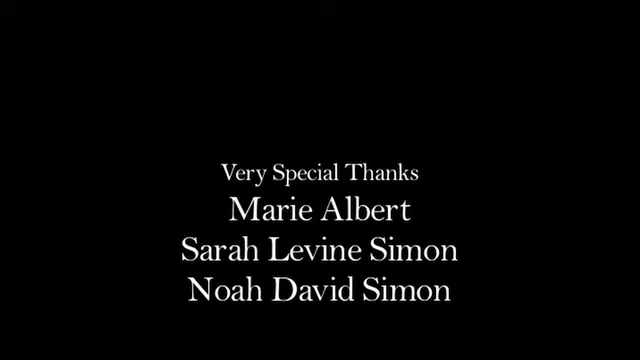 Very Special Thanks
Marie Albert
Sarah Levine Simon
Noah David Simon